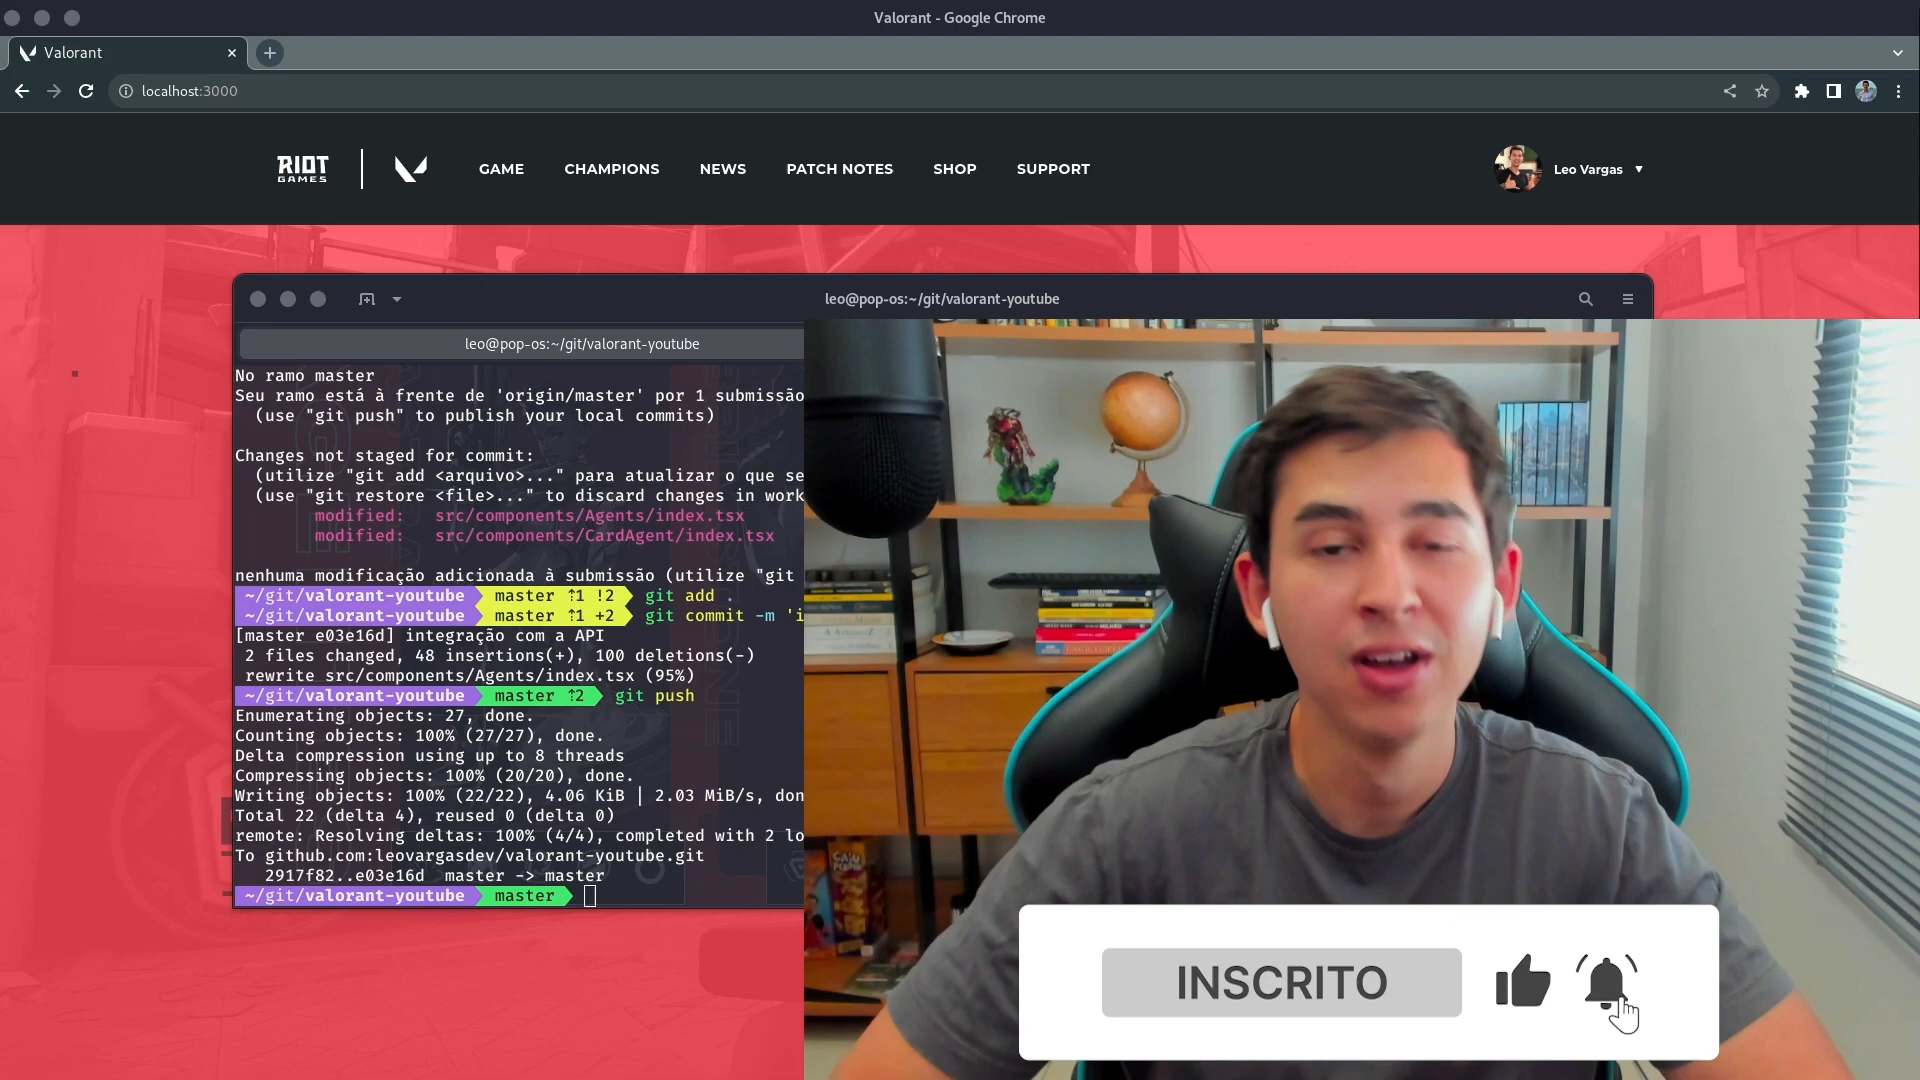 Valorant - Google Chrome
Valorant
localhost:3000
RIOT
GAMES
GAME
CHAMPIONS
NEWS
PATCH NOTES
SHOP
SUPPORT
Leo Vargas
leo@pop-os:~/git/valorant-youtube
leo@pop-os:~/git/valorant-youtube
No ramo master
Seu ramo está à frente de 'origin/master' por 1 submissão
(use "git push" to publish your local commits)
Changes not staged for commit:
(utilize "git add <arquivo>..." para atualizar o que se
(use "git restore <file>..." to discard changes in work
modified: src/components/Agents/index.tsx
modified: src/components/CardAgent/index.tsx
nenhuma modificação adicionada à submissão (utilize "git
~/git/valorant-youtube master ⇡1 !2 git add .
~/git/valorant-youtube master ⇡1 +2 git commit -m 'i
[master e03e16d] integração com a API
2 files changed, 48 insertions(+), 100 deletions(-)
rewrite src/components/Agents/index.tsx (95%)
~/git/valorant-youtube master ⇡2 git push
Enumerating objects: 27, done.
Counting objects: 100% (27/27), done.
Delta compression using up to 8 threads
Compressing objects: 100% (20/20), done.
Writing objects: 100% (22/22), 4.06 KiB | 2.03 MiB/s, don
Total 22 (delta 4), reused 0 (delta 0)
remote: Resolving deltas: 100% (4/4), completed with 2 lo
To github.com:leovargasdev/valorant-youtube.git
2917f82..e03e16d master -> master
~/git/valorant-youtube master
INSCRITO